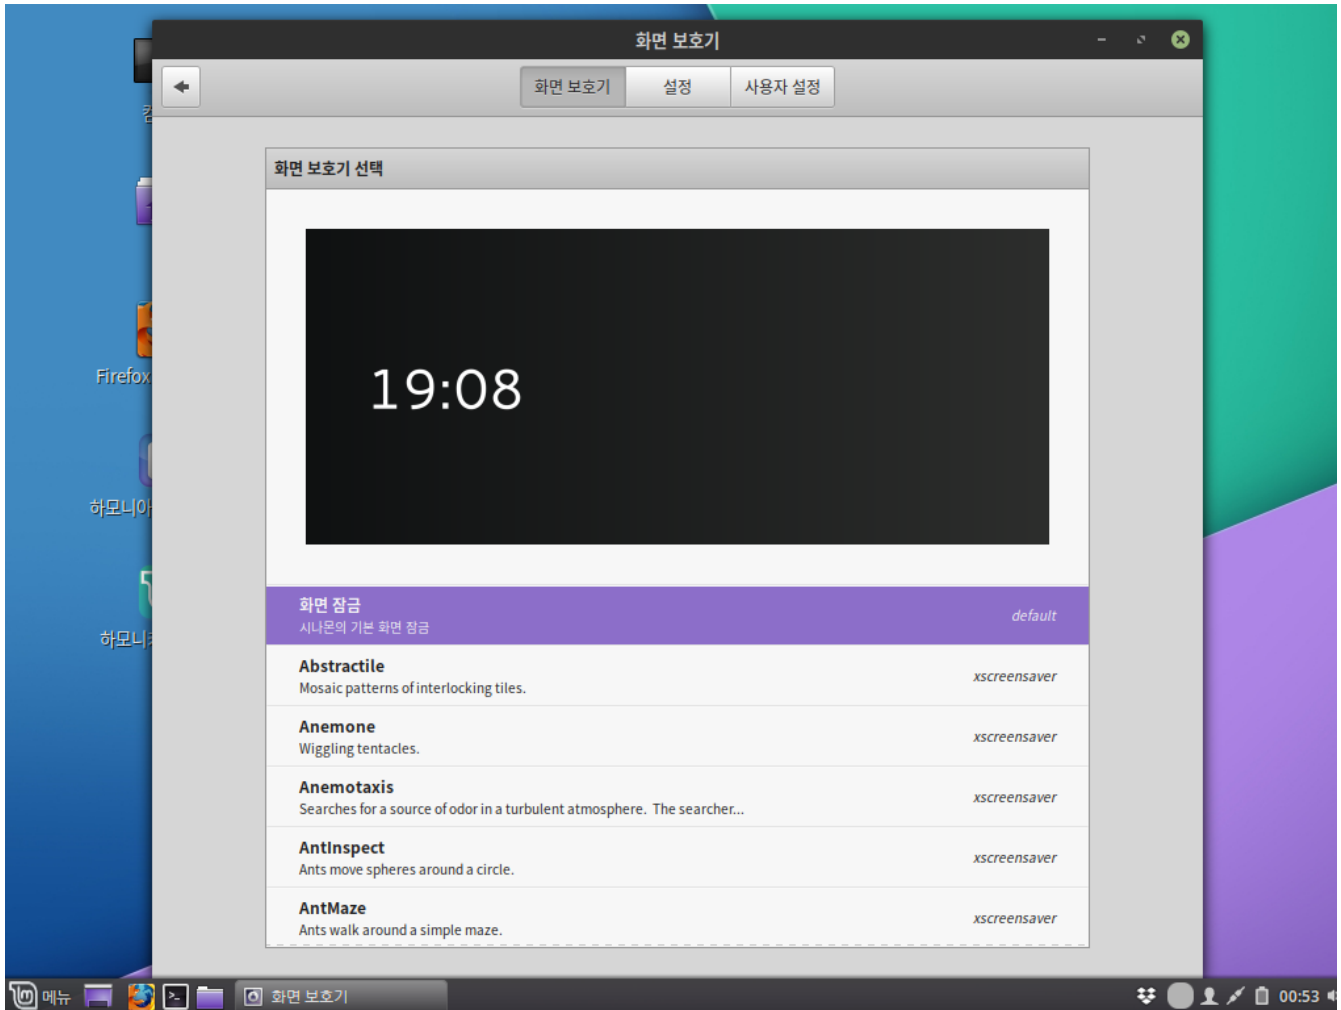 화면 보호기
화면 보호기
설정
사용자 설정
화면 보호기 선택
19:08
화면 잠금
시나몬의 기본 화면 잠금
default
Abstractile
Mosaic patterns of interlocking tiles.
xscreensaver
Anemone
Wiggling tentacles.
xscreensaver
Anemotaxis
Searches for a source of odor in a turbulent atmosphere. The searcher...
xscreensaver
AntInspect
Ants move spheres around a circle.
xscreensaver
AntMaze
Ants walk around a simple maze.
xscreensaver
Firefox
하모니
메뉴
화면 보호기
00:53